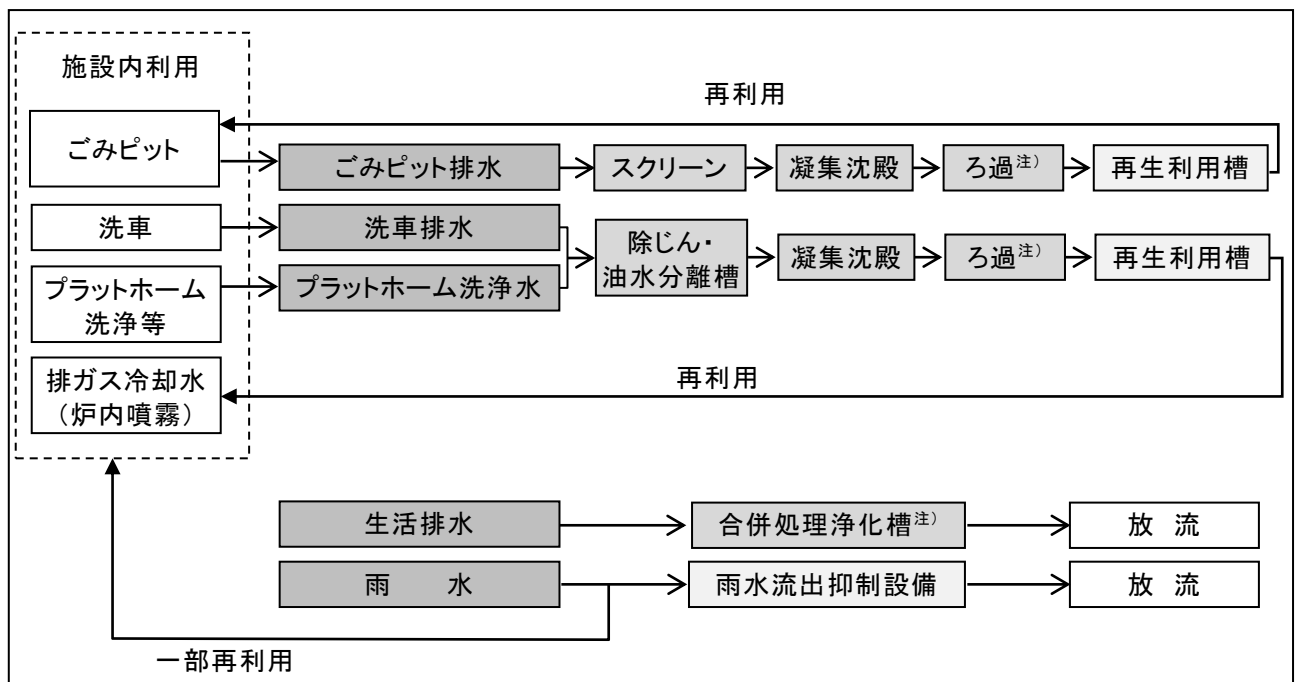 施設内利用
再利用
ごみピット
ごみピット排水
スクリーン
凝集沈殿
ろ過注)
再生利用槽
洗車
洗車排水
除じん・
油水分離槽
凝集沈殿
ろ過注)
再生利用槽
プラットホーム
洗浄等
プラットホーム洗浄水
排ガス冷却水
（炉内噴霧）
再利用
生活排水
合併処理浄化槽注)
放　流
雨　　水
雨水流出抑制設備
放　流
一部再利用